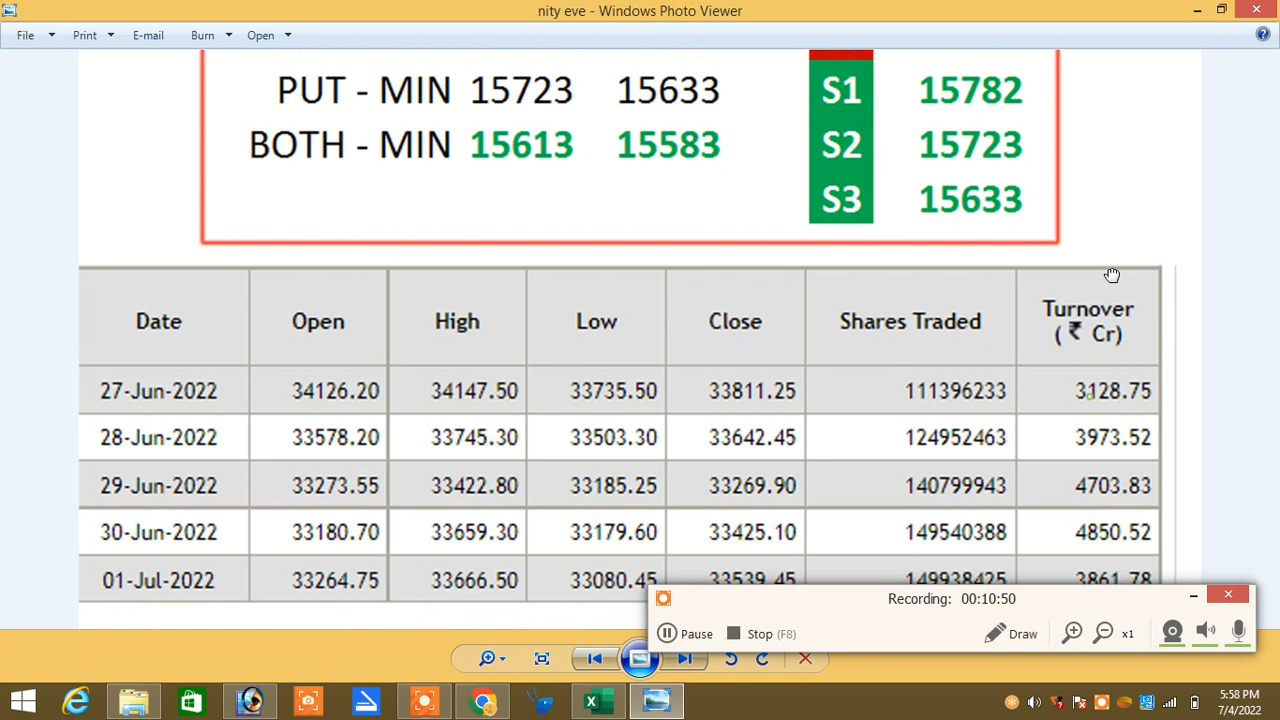 nity eve - Windows Photo Viewer
File Print E-mail Burn Open
PUT - MIN 15723 15633 S1 15782
BOTH - MIN 15613 15583 S2 15723
S3 15633
Date Open High Low Close Shares Traded Turnover (₹ Cr)
27-Jun-2022 34126.20 34147.50 33735.50 33811.25 111396233 3128.75
28-Jun-2022 33578.20 33745.30 33503.30 33642.45 124952463 3973.52
29-Jun-2022 33273.55 33422.80 33185.25 33269.90 140799943 4703.83
30-Jun-2022 33180.70 33659.30 33179.60 33425.10 149540388 4850.52
01-Jul-2022 33264.75 33666.50 33080.45 33539.45 149938425 3861.78
Recording: 00:10:50
Pause Stop (F8) Draw x1
5:58 PM
7/4/2022